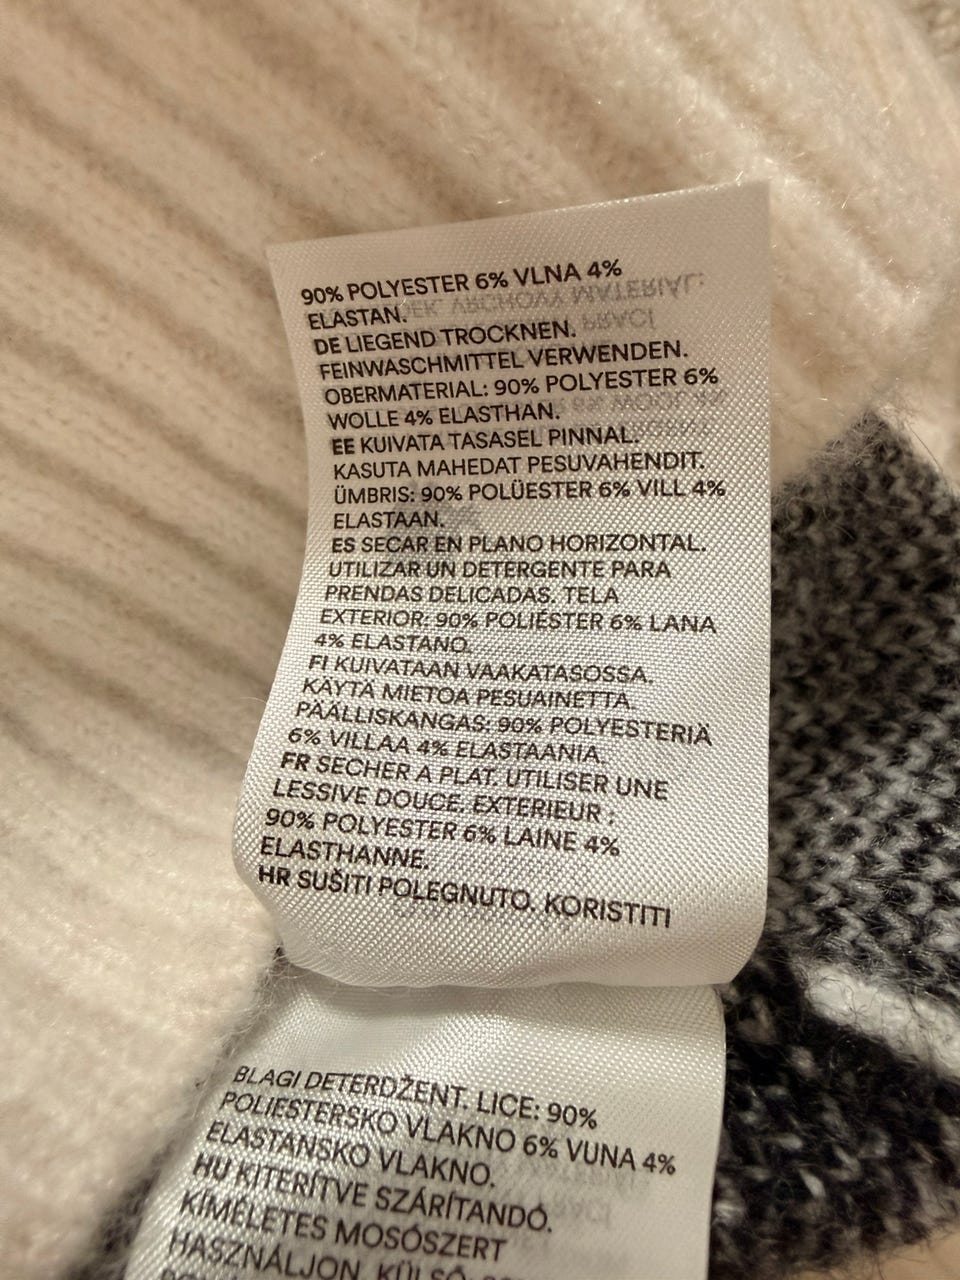 90% POLYESTER 6% VLNA 4%
ELASTAN.
DE LIEGEND TROCKNEN.
FEINWASCHMITTEL VERWENDEN.
OBERMATERIAL: 90% POLYESTER 6%
WOLLE 4% ELASTHAN.
EE KUIVATA TASASEL PINNAL.
KASUTA MAHEDAT PESUVAHENDIT.
ÜMBRIS: 90% POLÜESTER 6% VILL 4%
ELASTAAN.
ES SECAR EN PLANO HORIZONTAL.
UTILIZAR UN DETERGENTE PARA
PRENDAS DELICADAS. TELA
EXTERIOR: 90% POLIÉSTER 6% LANA
4% ELASTANO.
FI KUIVATAAN VAAKATASOSSA.
KÄYTÄ MIETOA PESUAINETTA.
PÄÄLLISKANGAS: 90% POLYESTERIÄ
6% VILLAA 4% ELASTAANIA.
FR SECHER A PLAT. UTILISER UNE
LESSIVE DOUCE. EXTERIEUR :
90% POLYESTER 6% LAINE 4%
ELASTHANNE.
HR SUŠITI POLEGNUTO. KORISTITI
BLAGI DETERDŽENT. LICE: 90%
POLIESTERSKO VLAKNO 6% VUNA 4%
ELASTANSKO VLAKNO.
HU KITERÍTVE SZÁRÍTANDÓ.
KÍMÉLETES MOSÓSZERT
HASZNÁLJON. KÜLSŐ: